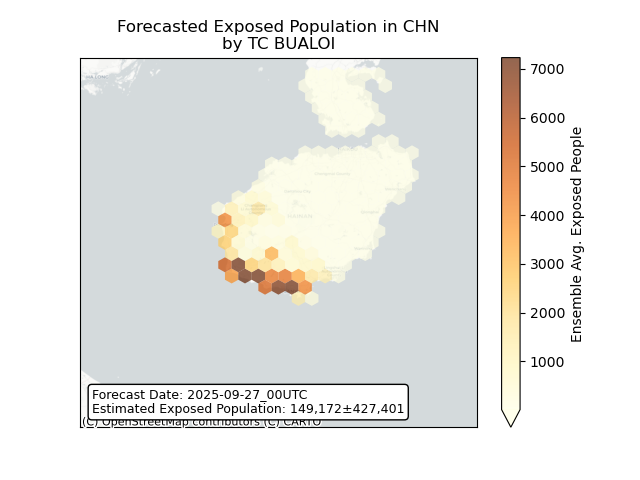 Forecasted Exposed Population in CHN
by TC BUALOI
7000
6000
5000
4000
3000
2000
1000
Ensemble Avg. Exposed People
Forecast Date: 2025-09-27_00UTC
Estimated Exposed Population: 149,172±427,401
(C) OpenStreetMap contributors (C) CARTO